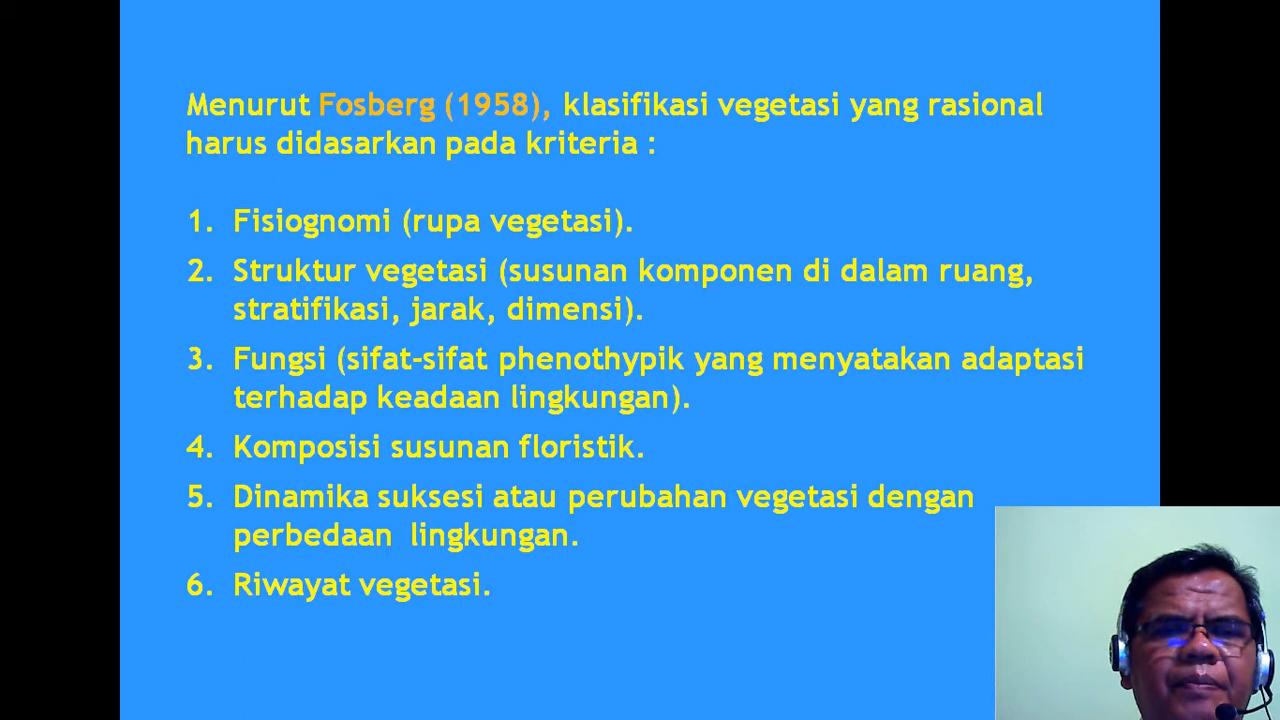 Menurut Fosberg (1958), klasifikasi vegetasi yang rasional
harus didasarkan pada kriteria :
1. Fisiognomi (rupa vegetasi).
2. Struktur vegetasi (susunan komponen di dalam ruang,
stratifikasi, jarak, dimensi).
3. Fungsi (sifat-sifat phenothypik yang menyatakan adaptasi
terhadap keadaan lingkungan).
4. Komposisi susunan floristik.
5. Dinamika suksesi atau perubahan vegetasi dengan
perbedaan lingkungan.
6. Riwayat vegetasi.